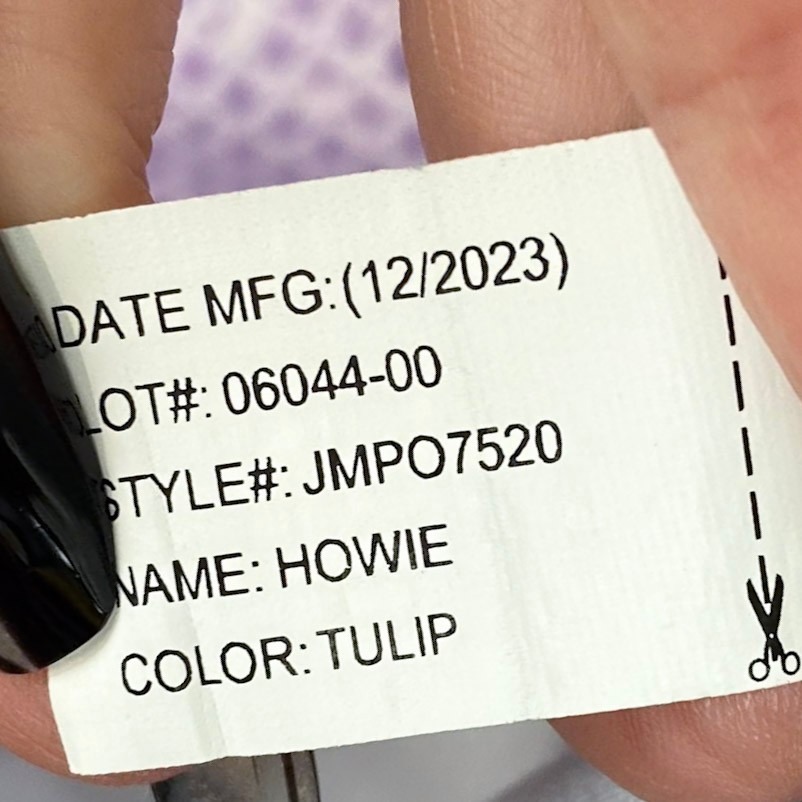 DATE MFG:(12/2023)
LOT#: 06044-00
STYLE#: JMPO7520
NAME: HOWIE
COLOR: TULIP